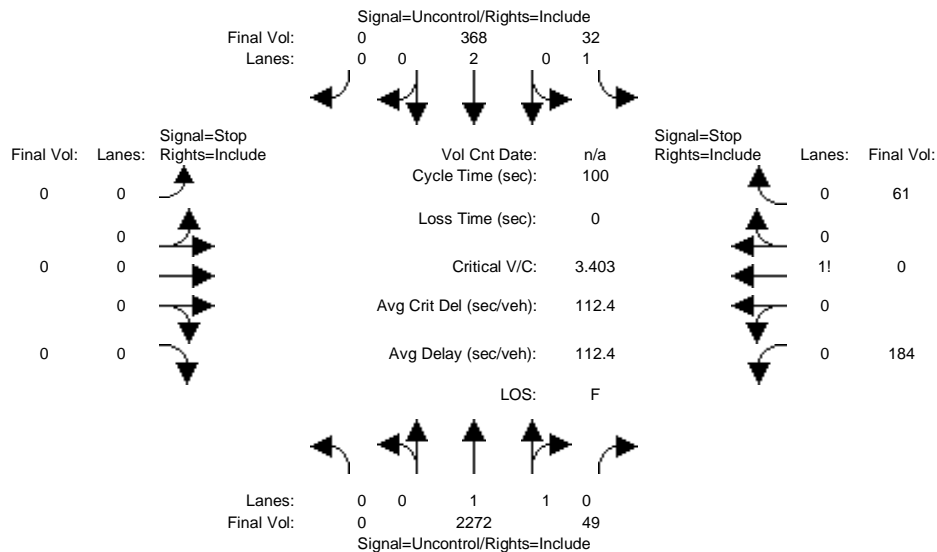 Signal=Uncontrol/Rights=Include
Final Vol: 0 368 32
Lanes: 0 0 2 0 1
Signal=Stop Signal=Stop
Final Vol: Lanes: Rights=Include Vol Cnt Date: n/a Rights=Include Lanes: Final Vol:
Cycle Time (sec): 100
0 0 0 61
Loss Time (sec): 0
0 0
0 0 Critical V/C: 3.403 1! 0
0 Avg Crit Del (sec/veh): 112.4 0
0 0 Avg Delay (sec/veh): 112.4 0 184
LOS: F
Lanes: 0 0 1 1 0
Final Vol: 0 2272 49
Signal=Uncontrol/Rights=Include